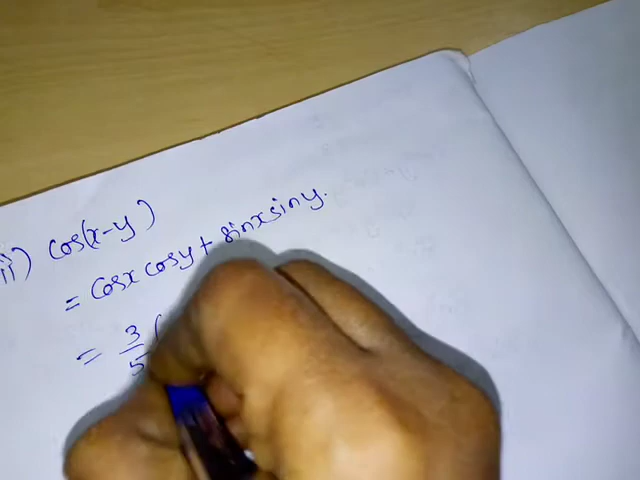 ii) cos(x-y)
= cosx cosy + sinx siny.
= 3/5 (